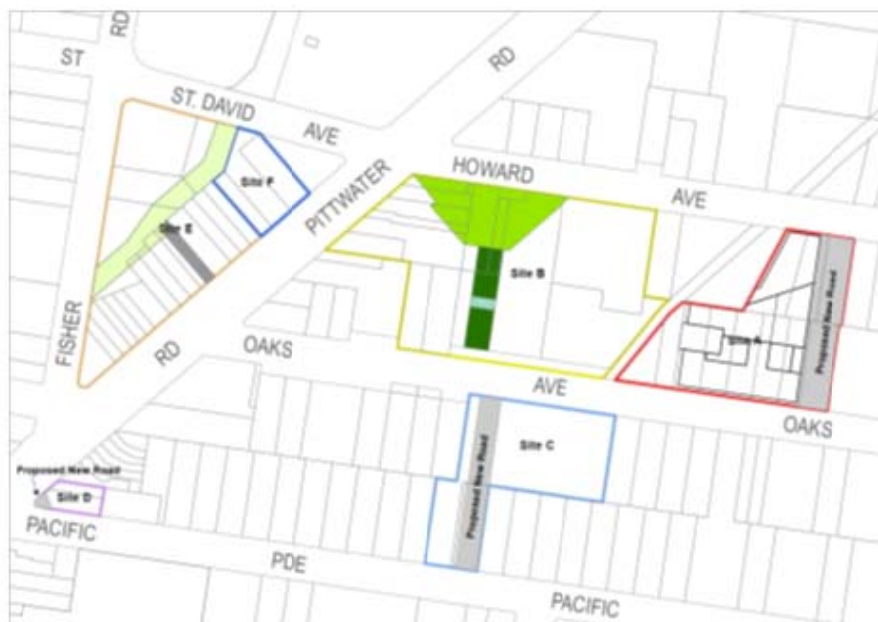 RD
ST
RD
ST. DAVID
AVE
Site F
HOWARD
AVE
PITTWATER
Site E
Site B
Proposed New Road
Site A
FISHER
RD
OAKS
AVE
OAKS
Proposed New Road
Site C
Proposed New Road
Site D
PACIFIC
PDE
PACIFIC